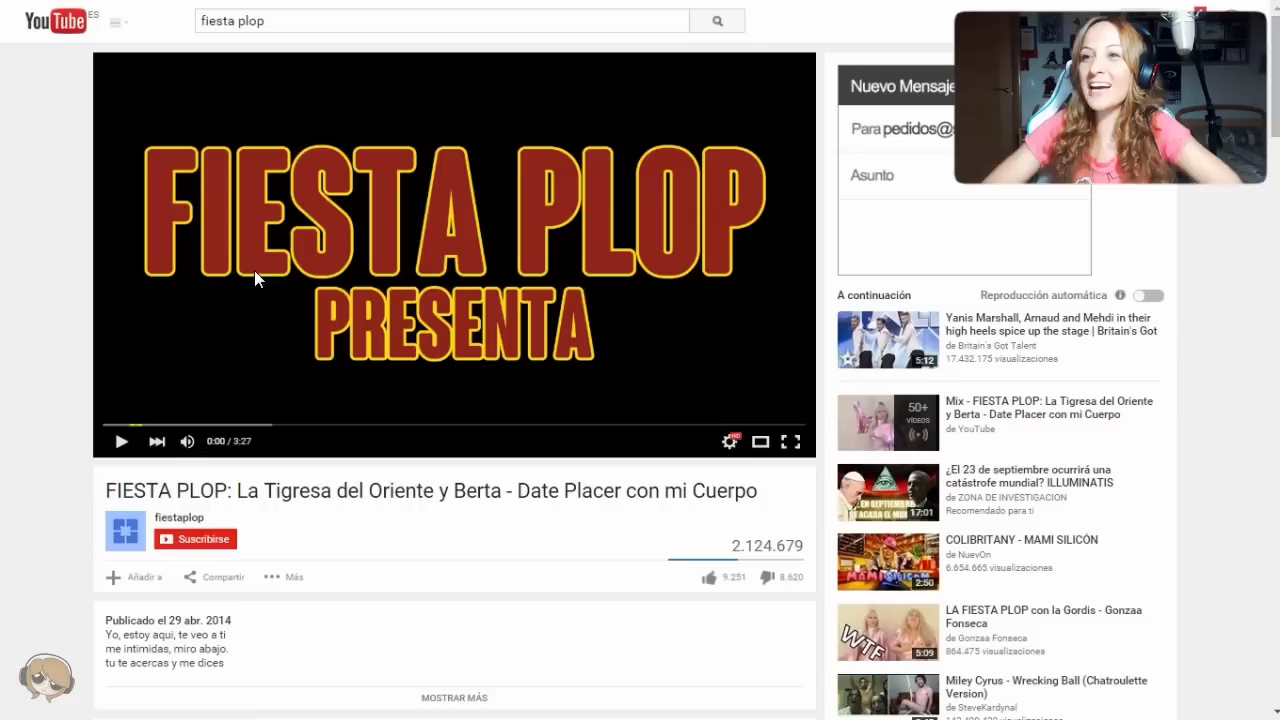 YouTube ES
fiesta plop
FIESTA PLOP
PRESENTA
0:00 / 3:27
HD
FIESTA PLOP: La Tigresa del Oriente y Berta - Date Placer con mi Cuerpo
fiestaplop
Suscribirse
2.124.679
Añadir a
Compartir
Más
9.251
8.620
Publicado el 29 abr. 2014
Yo, estoy aqui, te veo a ti
me intimidas, miro abajo.
tu te acercas y me dices
MOSTRAR MÁS
Nuevo Mensaje
Para pedidos@
Asunto
A continuación
Reproducción automática
Yanis Marshall, Arnaud and Mehdi in their
high heels spice up the stage | Britain's Got
de Britain's Got Talent
17.432.175 visualizaciones
5:12
Mix - FIESTA PLOP: La Tigresa del Oriente
y Berta - Date Placer con mi Cuerpo
de YouTube
50+
VÍDEOS
¿El 23 de septiembre ocurrirá una
catástrofe mundial? ILLUMINATIS
de ZONA DE INVESTIGACION
Recomendado para ti
17:01
COLIBRITANY - MAMI SILICÓN
de NuevOn
6.654.665 visualizaciones
2:50
LA FIESTA PLOP con la Gordis - Gonzaa
Fonseca
de Gonzaa Fonseca
864.475 visualizaciones
WTF
5:09
Miley Cyrus - Wrecking Ball (Chatroulette
Version)
de SteveKardynal